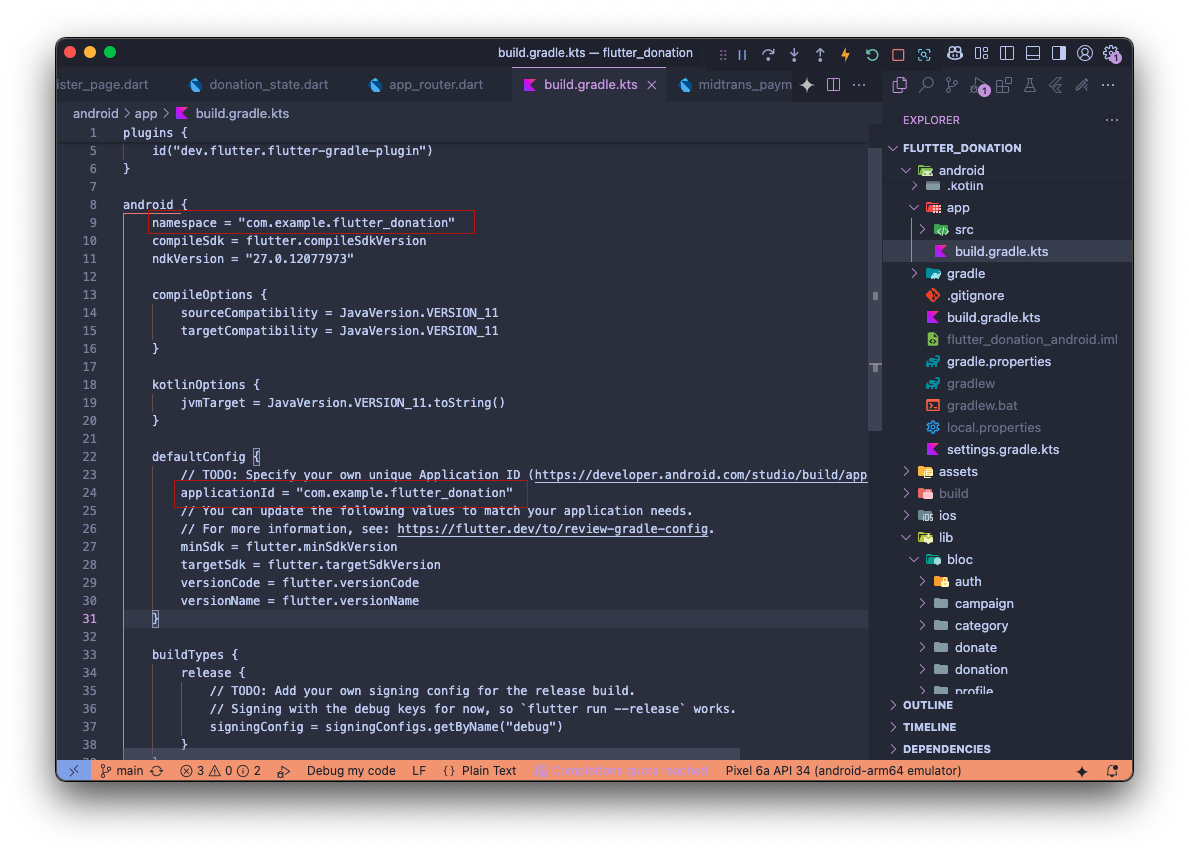 build.gradle.kts — flutter_donation
1
ister_page.dart
donation_state.dart
app_router.dart
build.gradle.kts
midtrans_paym
1
android > app > build.gradle.kts
1 plugins {
5 id("dev.flutter.flutter-gradle-plugin")
6 }
7
8 android {
9 namespace = "com.example.flutter_donation"
10 compileSdk = flutter.compileSdkVersion
11 ndkVersion = "27.0.12077973"
12
13 compileOptions {
14 sourceCompatibility = JavaVersion.VERSION_11
15 targetCompatibility = JavaVersion.VERSION_11
16 }
17
18 kotlinOptions {
19 jvmTarget = JavaVersion.VERSION_11.toString()
20 }
21
22 defaultConfig {
23 // TODO: Specify your own unique Application ID (https://developer.android.com/studio/build/app
24 applicationId = "com.example.flutter_donation"
25 // You can update the following values to match your application needs.
26 // For more information, see: https://flutter.dev/to/review-gradle-config.
27 minSdk = flutter.minSdkVersion
28 targetSdk = flutter.targetSdkVersion
29 versionCode = flutter.versionCode
30 versionName = flutter.versionName
31 }
32
33 buildTypes {
34 release {
35 // TODO: Add your own signing config for the release build.
36 // Signing with the debug keys for now, so `flutter run --release` works.
37 signingConfig = signingConfigs.getByName("debug")
38 }
EXPLORER
FLUTTER_DONATION
android
.kotlin
app
src
build.gradle.kts
gradle
.gitignore
build.gradle.kts
flutter_donation_android.iml
gradle.properties
gradlew
gradlew.bat
local.properties
settings.gradle.kts
assets
build
ios
lib
bloc
auth
campaign
category
donate
donation
profile
OUTLINE
TIMELINE
DEPENDENCIES
main 3 0 2 Debug my code LF {} Plain Text Completions quota reached Pixel 6a API 34 (android-arm64 emulator)